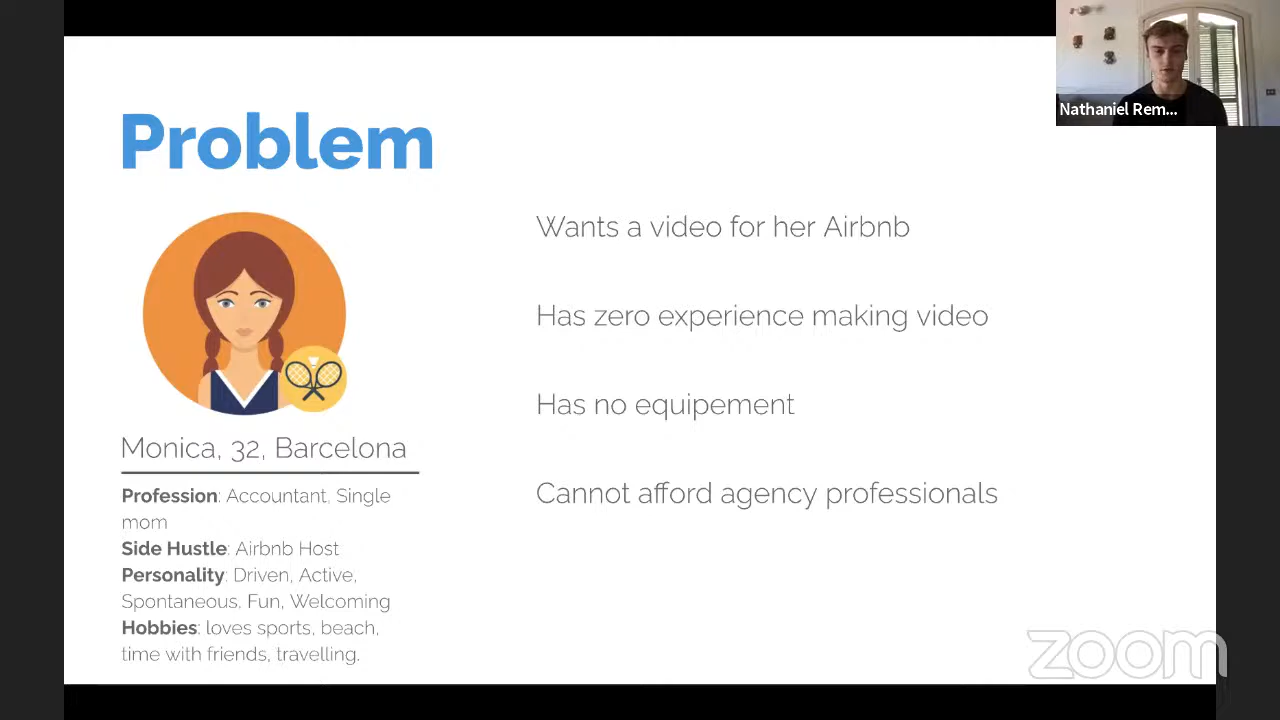 Problem
Nathaniel Rem...
Wants a video for her Airbnb
Has zero experience making video
Has no equipement
Cannot afford agency professionals
Monica, 32, Barcelona
Profession: Accountant, Single
mom
Side Hustle: Airbnb Host
Personality: Driven, Active,
Spontaneous, Fun, Welcoming
Hobbies: loves sports, beach,
time with friends, travelling.
zoom